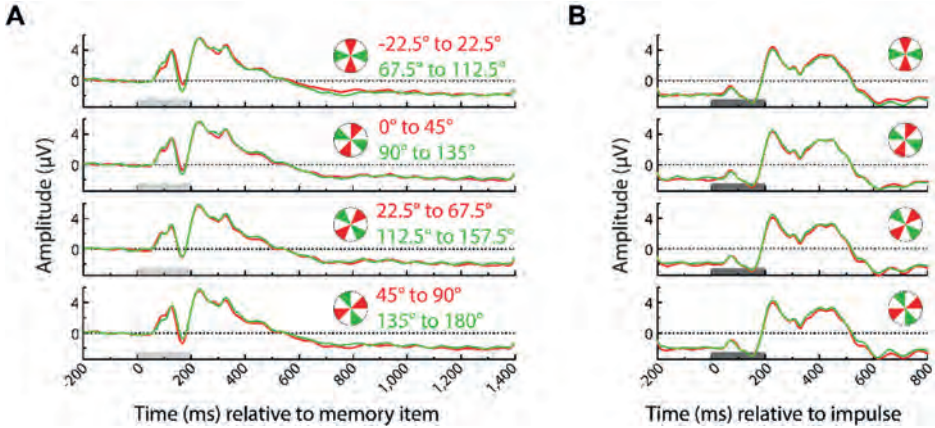 A
B
Amplitude (µV)
4
0
-22.5° to 22.5°
67.5° to 112.5°
4
0
0° to 45°
90° to 135°
4
0
22.5° to 67.5°
112.5° to 157.5°
4
0
45° to 90°
135° to 180°
-200
0
200
400
600
800
1,000
1,200
1,400
Time (ms) relative to memory item
Amplitude (µV)
4
0
4
0
4
0
4
0
-200
0
200
400
600
800
Time (ms) relative to impulse